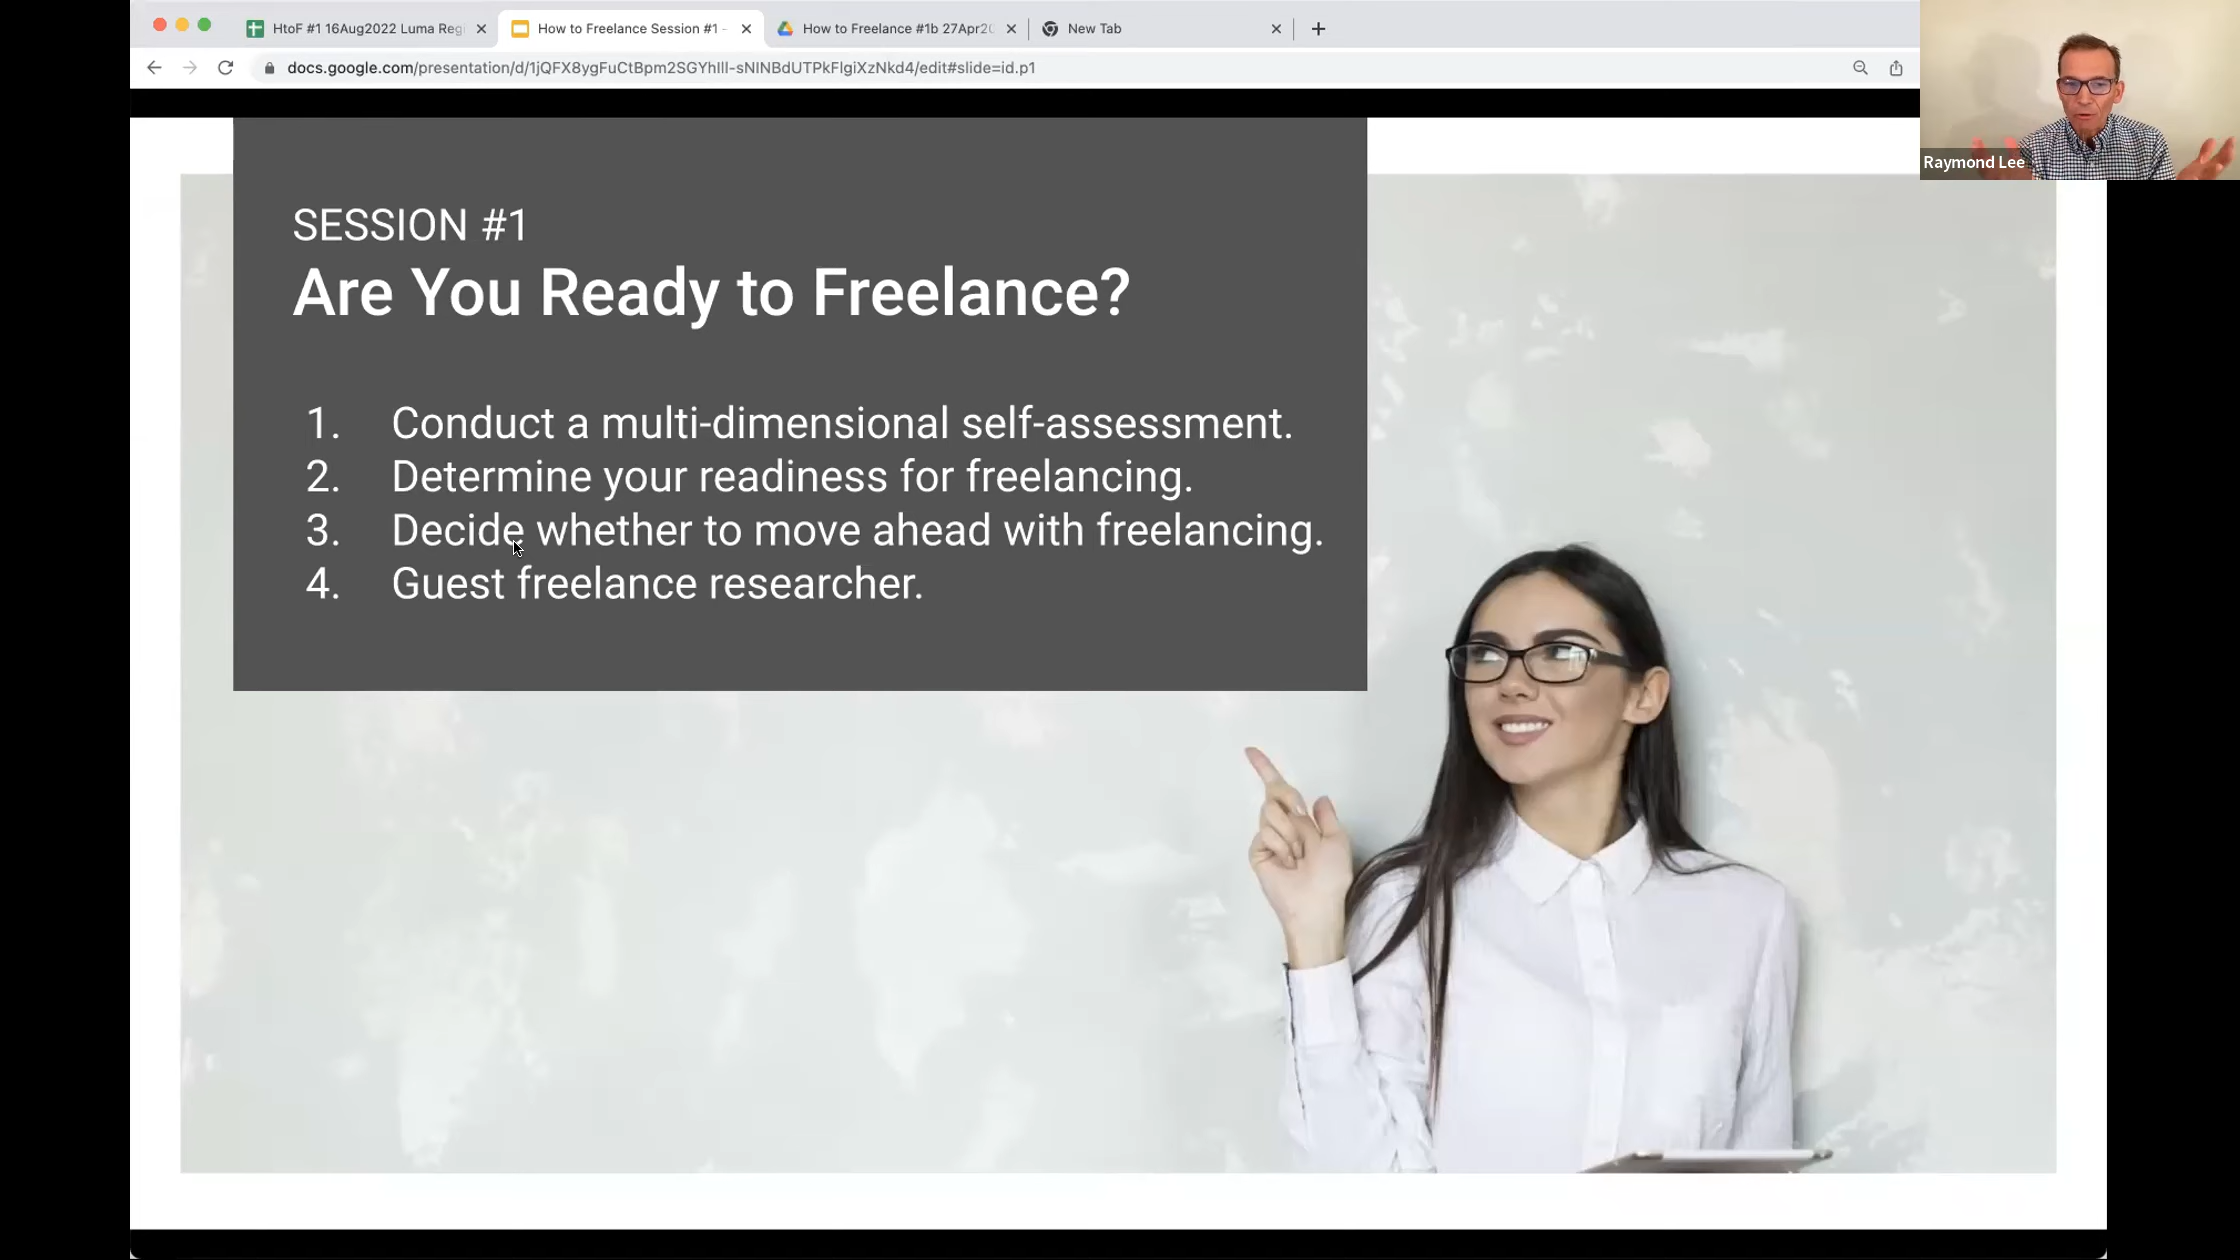 HtoF #1 16Aug2022 Luma Regi
How to Freelance Session #1 -
How to Freelance #1b 27Apr20
New Tab
docs.google.com/presentation/d/1jQFX8ygFuCtBpm2SGYhlll-sNINBdUTPkFlgiXzNkd4/edit#slide=id.p1
Raymond Lee
SESSION #1
Are You Ready to Freelance?
1. Conduct a multi-dimensional self-assessment.
2. Determine your readiness for freelancing.
3. Decide whether to move ahead with freelancing.
4. Guest freelance researcher.